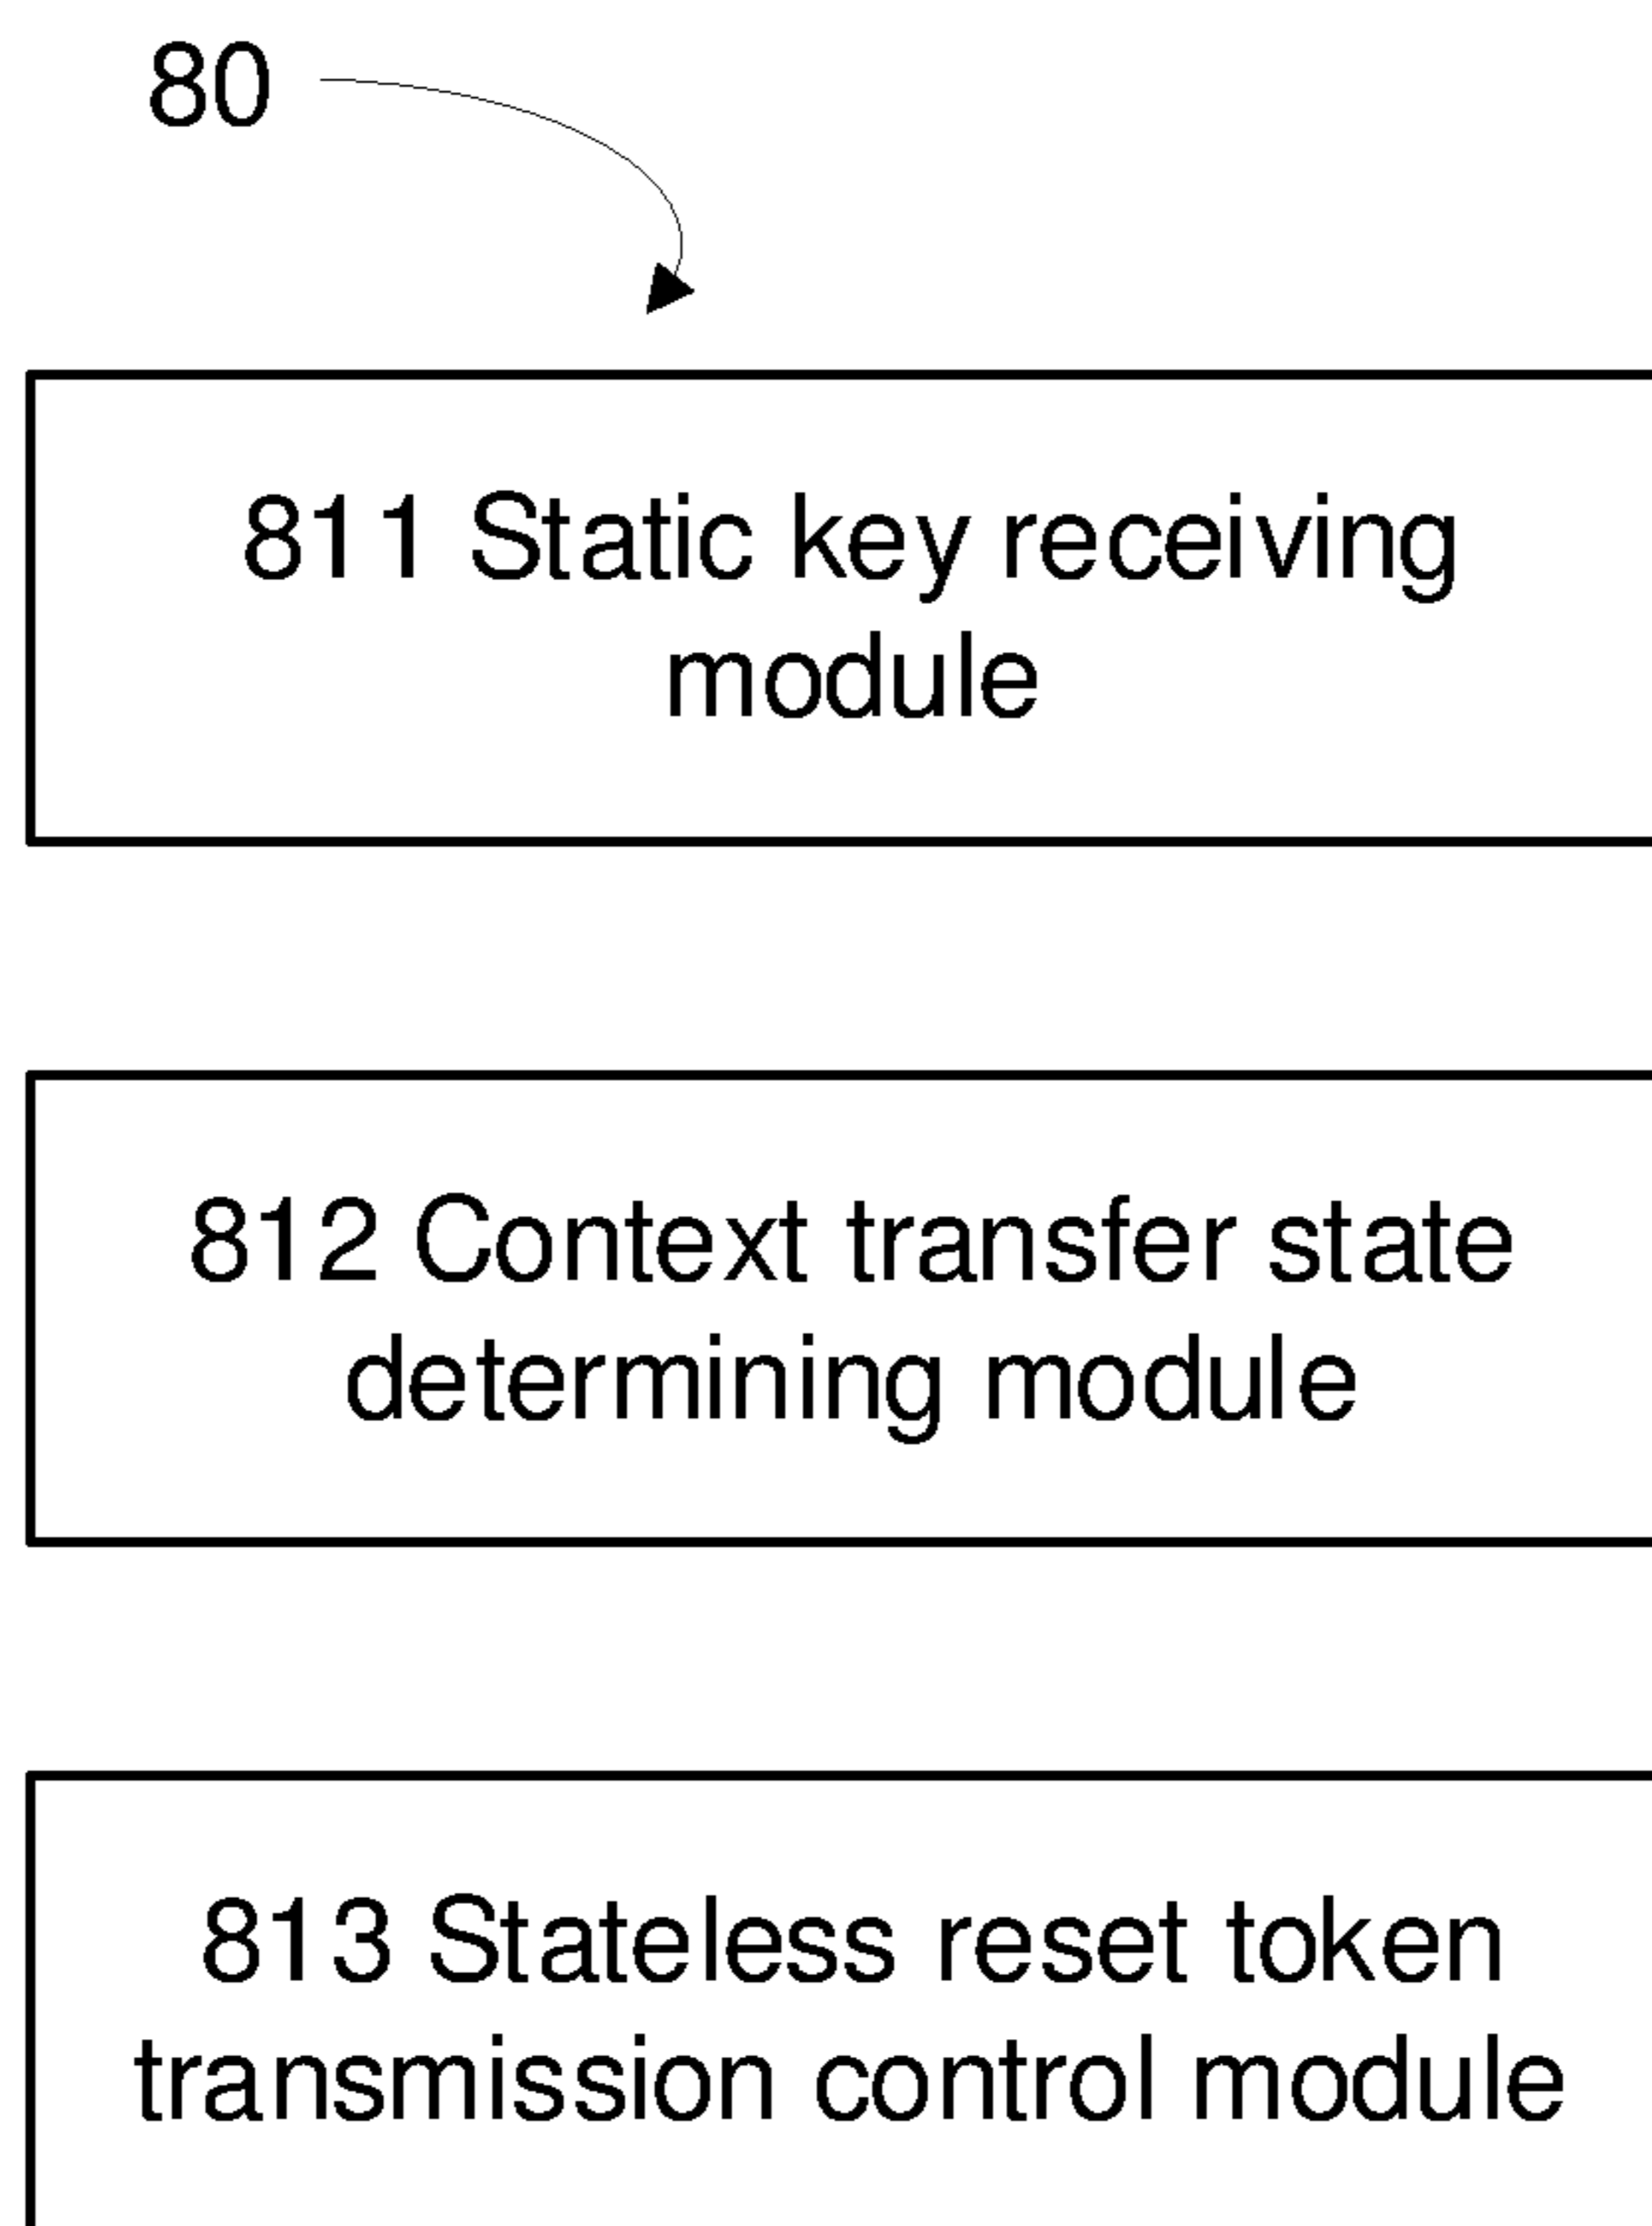 80
811 Static key receiving
module
812 Context transfer state
determining module
813 Stateless reset token
transmission control module